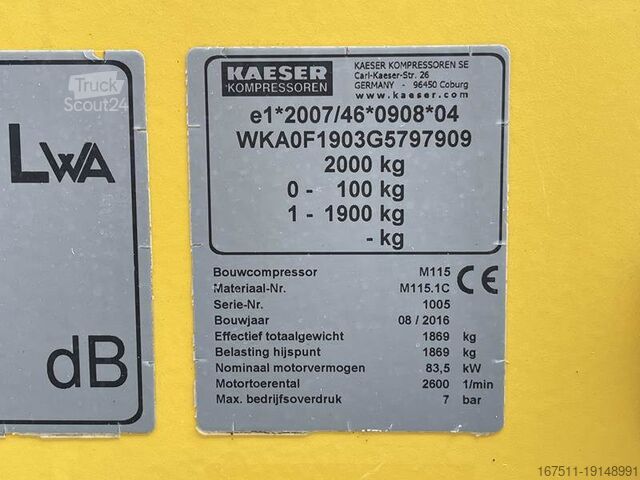 Truck
Scout24
LWA
dB
KAESER
KOMPRESSOREN
KAESER KOMPRESSOREN SE
Carl-Kaeser-Str. 26
GERMANY - 96450 Coburg
www.kaeser.com
e1*2007/46*0908*04
WKA0F1903G5797909
2000 kg
0 - 100 kg
1 - 1900 kg
- kg
Bouwcompressor M115
Materiaal-Nr. M115.1C
Serie-Nr. 1005
Bouwjaar 08 / 2016
Effectief totaalgewicht 1869 kg
Belasting hijspunt 1869 kg
Nominaal motorvermogen 83,5 kW
Motortoerental 2600 1/min
Max. bedrijfsoverdruk 7 bar
CE
167511-19148991